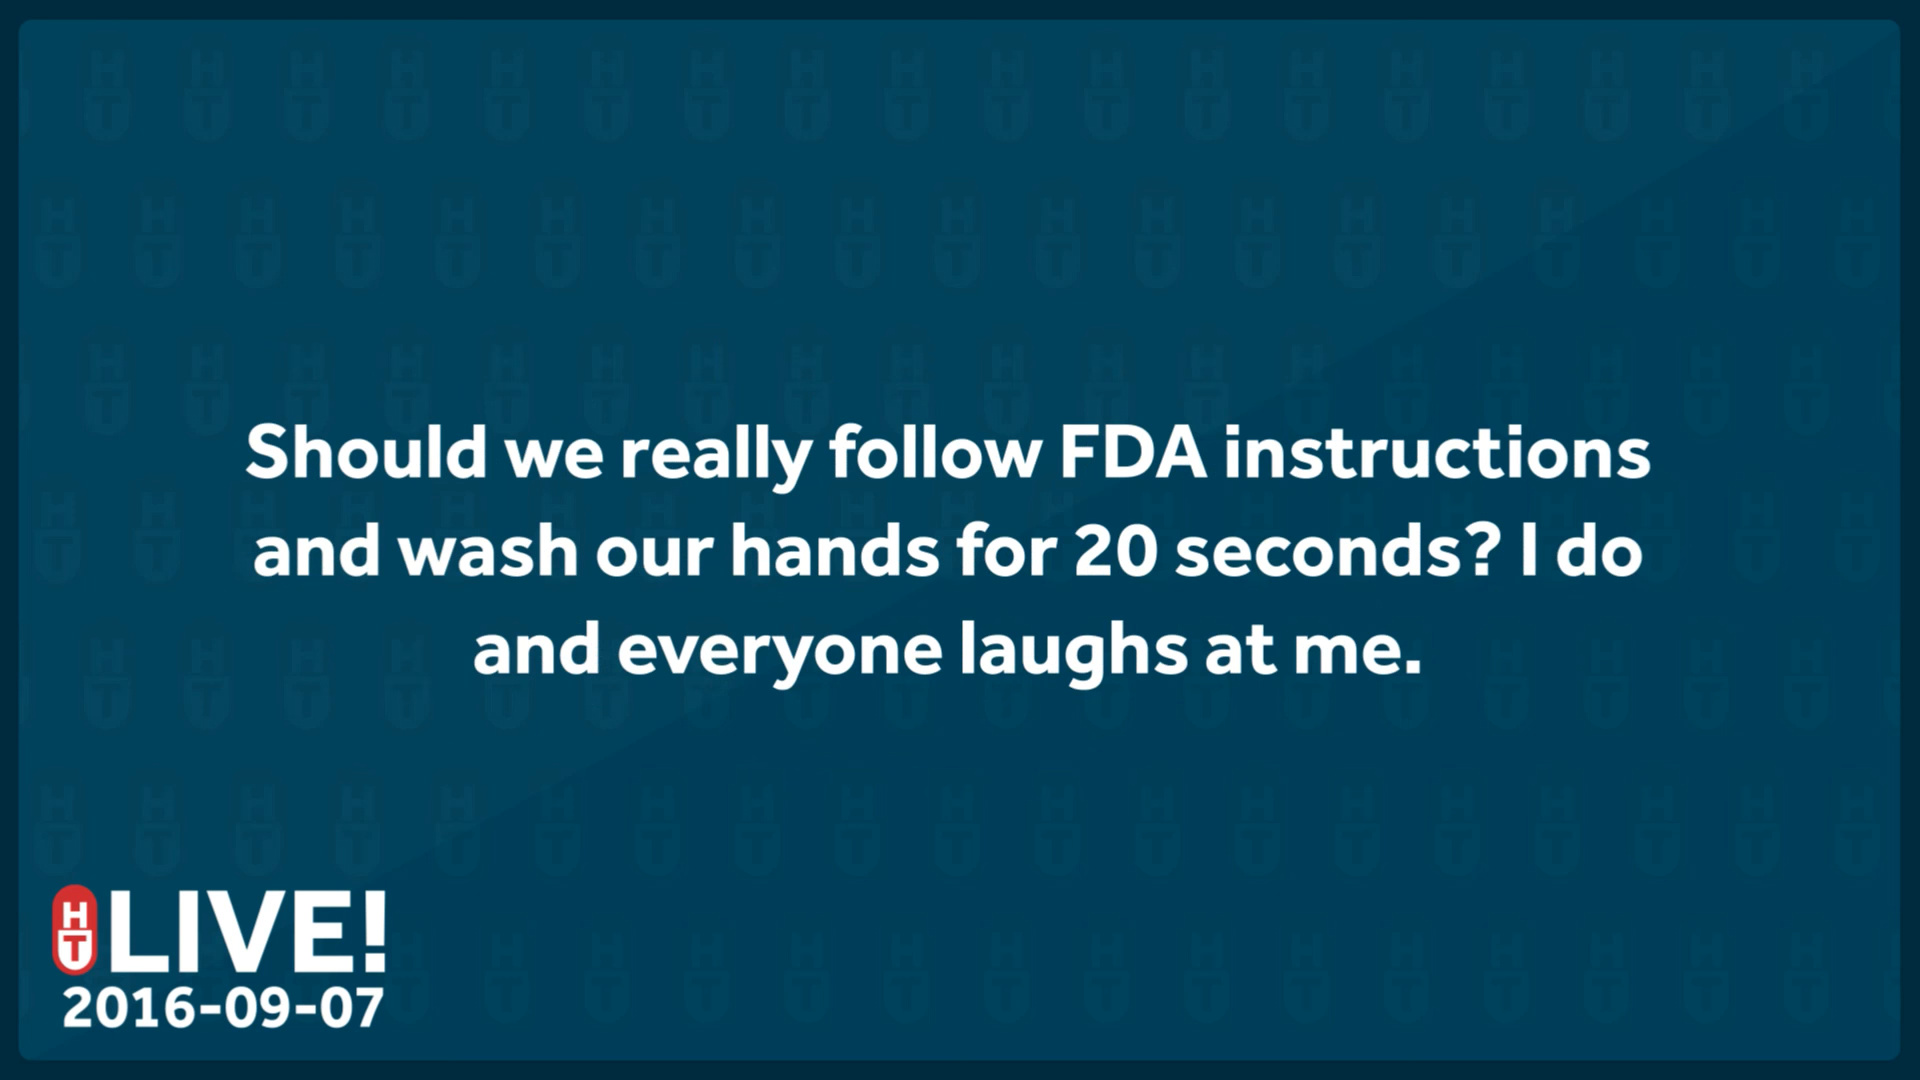 Should we really follow FDA instructions
and wash our hands for 20 seconds? I do
and everyone laughs at me.
HT LIVE!
2016-09-07